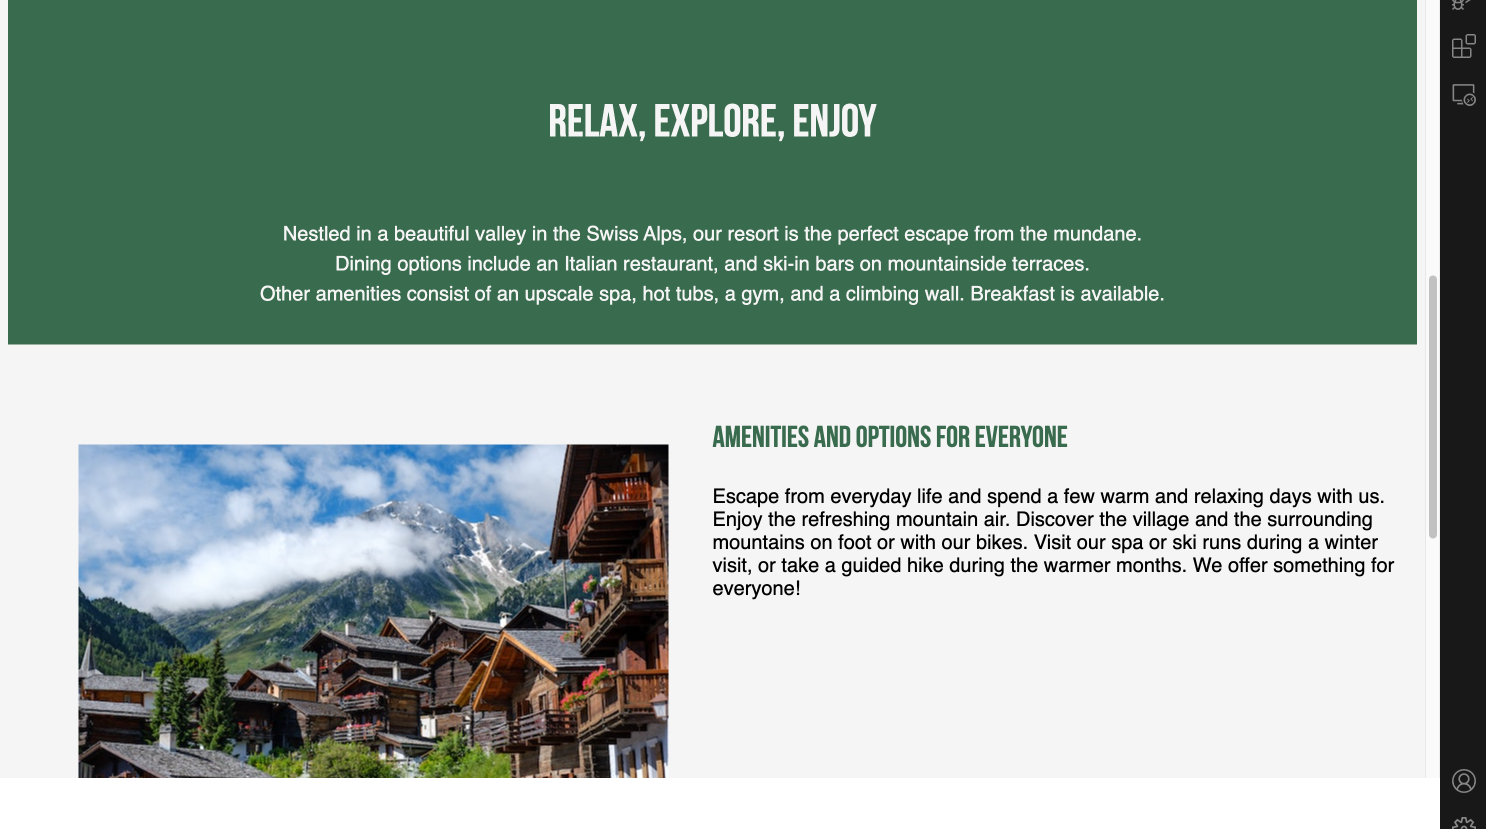 RELAX, EXPLORE, ENJOY
Nestled in a beautiful valley in the Swiss Alps, our resort is the perfect escape from the mundane.
Dining options include an Italian restaurant, and ski-in bars on mountainside terraces.
Other amenities consist of an upscale spa, hot tubs, a gym, and a climbing wall. Breakfast is available.
AMENITIES AND OPTIONS FOR EVERYONE
Escape from everyday life and spend a few warm and relaxing days with us.
Enjoy the refreshing mountain air. Discover the village and the surrounding
mountains on foot or with our bikes. Visit our spa or ski runs during a winter
visit, or take a guided hike during the warmer months. We offer something for
everyone!